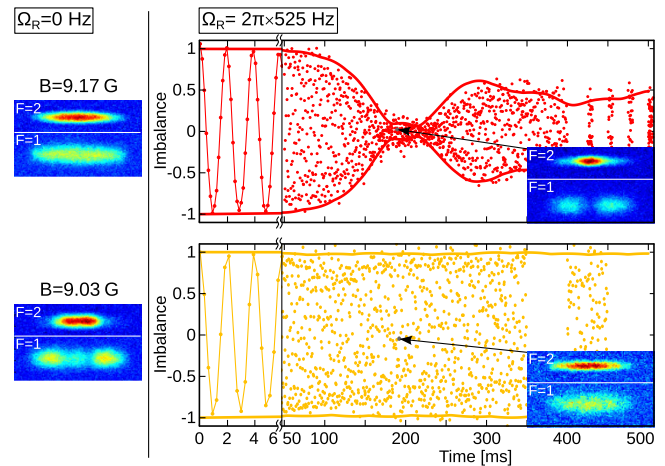 Ω_R=0 Hz
Ω_R= 2π×525 Hz
B=9.17 G
F=2
F=1
Imbalance
1
0.5
0
-0.5
-1
F=2
F=1
B=9.03 G
F=2
F=1
Imbalance
1
0.5
0
-0.5
-1
F=2
F=1
0 2 4 6 50 100 200 300 400 500
Time [ms]